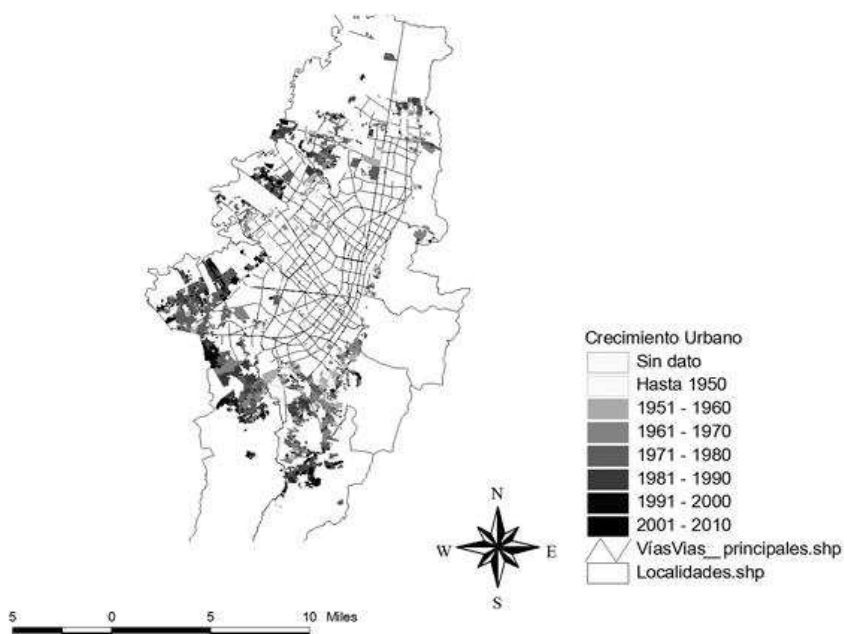 Crecimiento Urbano
Sin dato
Hasta 1950
1951 - 1960
1961 - 1970
1971 - 1980
1981 - 1990
1991 - 2000
2001 - 2010
VíasVias__principales.shp
Localidades.shp
N
W E
S
5 0 5 10 Miles